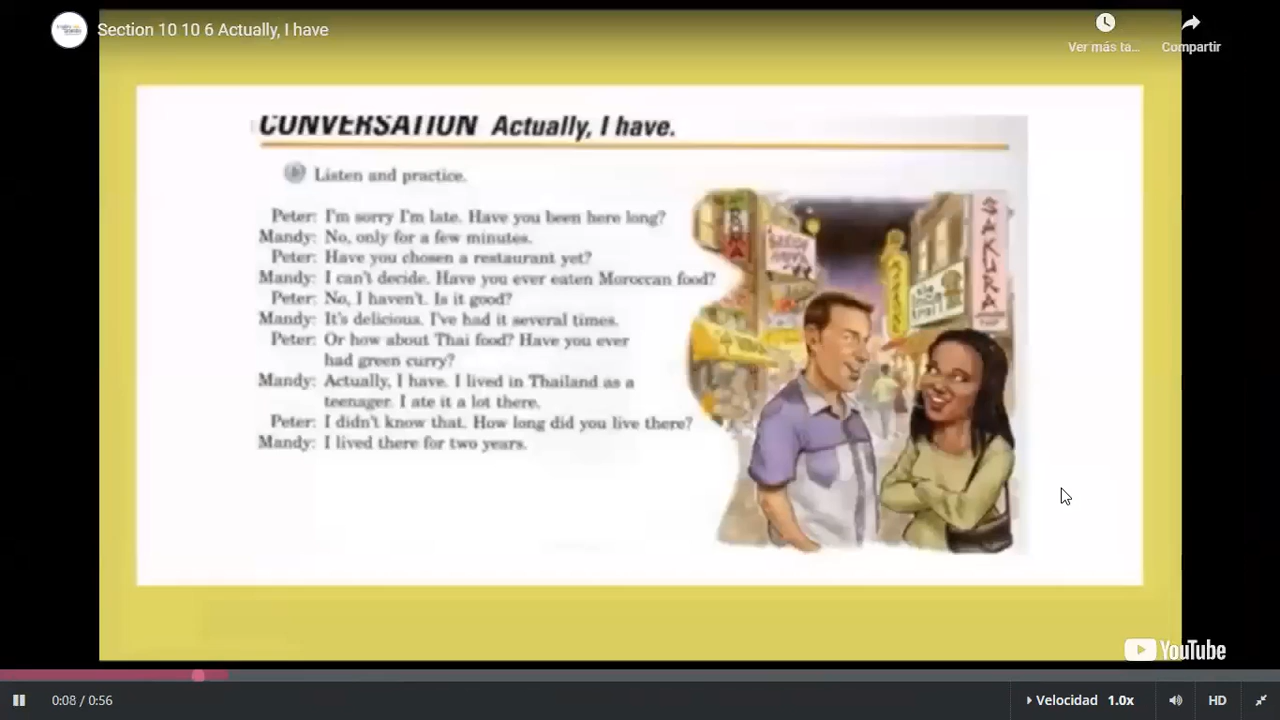 Section 10 10 6 Actually, I have
Ver más ta...
Compartir
CONVERSATION Actually, I have.
Listen and practice.
Peter: I'm sorry I'm late. Have you been here long?
Mandy: No, only for a few minutes.
Peter: Have you chosen a restaurant yet?
Mandy: I can't decide. Have you ever eaten Moroccan food?
Peter: No, I haven't. Is it good?
Mandy: It's delicious. I've had it several times.
Peter: Or how about Thai food? Have you ever
had green curry?
Mandy: Actually, I have. I lived in Thailand as a
teenager. I ate it a lot there.
Peter: I didn't know that. How long did you live there?
Mandy: I lived there for two years.
SAKURA
YouTube
0:08 / 0:56
Velocidad 1.0x
HD